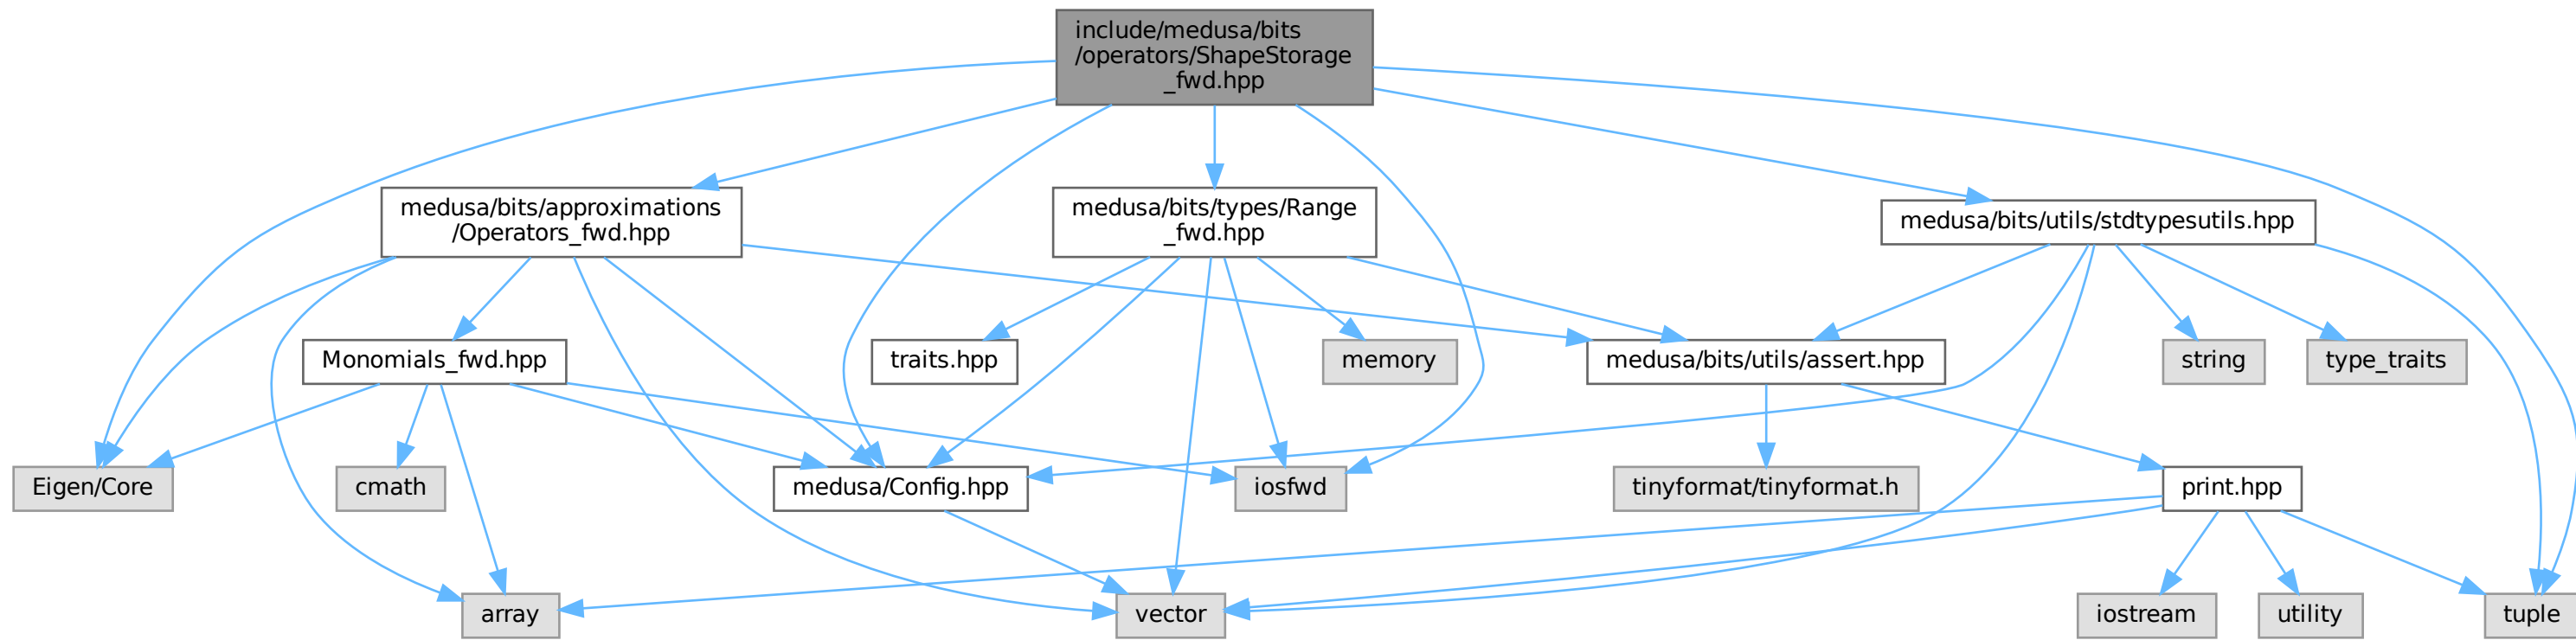 include/medusa/bits
/operators/ShapeStorage
_fwd.hpp
medusa/bits/approximations
/Operators_fwd.hpp
medusa/bits/types/Range
_fwd.hpp
medusa/bits/utils/stdtypesutils.hpp
Monomials_fwd.hpp
traits.hpp
memory
medusa/bits/utils/assert.hpp
string
type_traits
Eigen/Core
cmath
medusa/Config.hpp
iosfwd
tinyformat/tinyformat.h
print.hpp
array
vector
iostream
utility
tuple